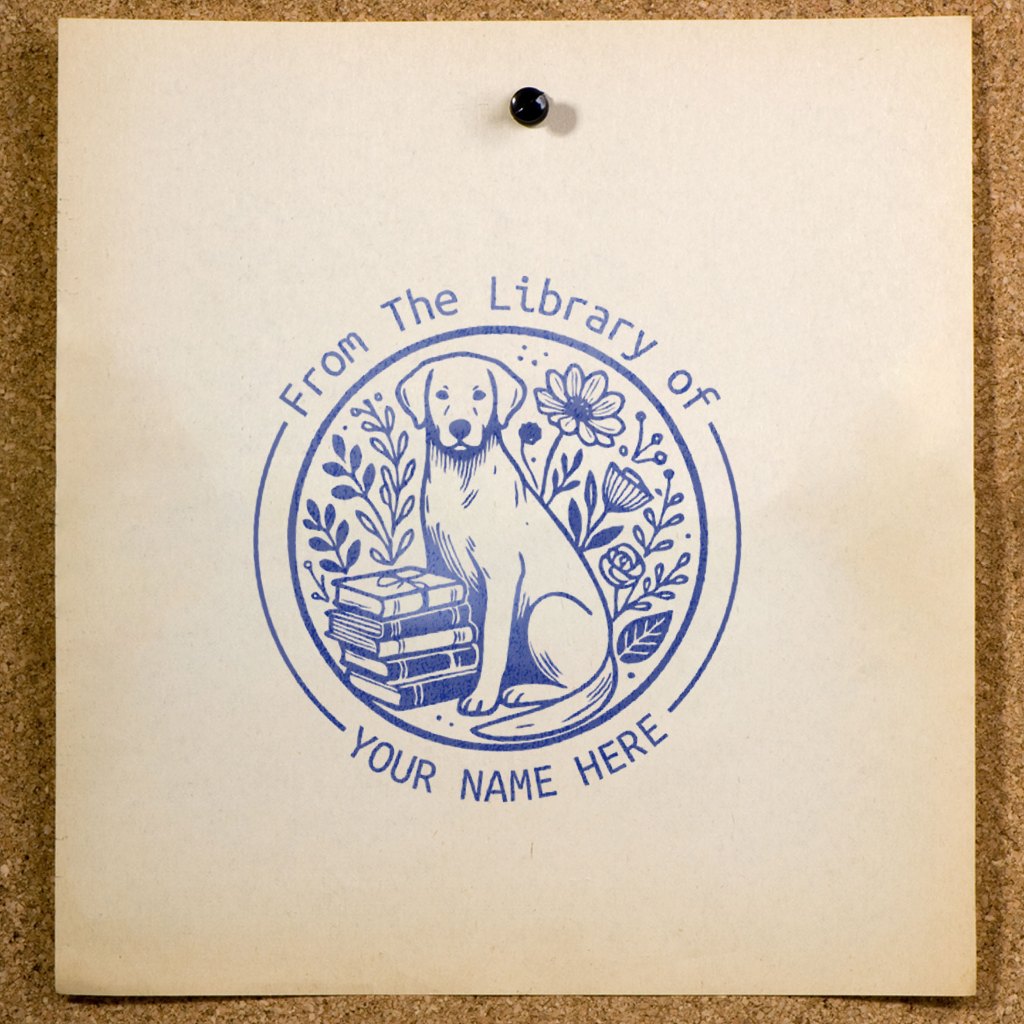 From The Library of
YOUR NAME HERE